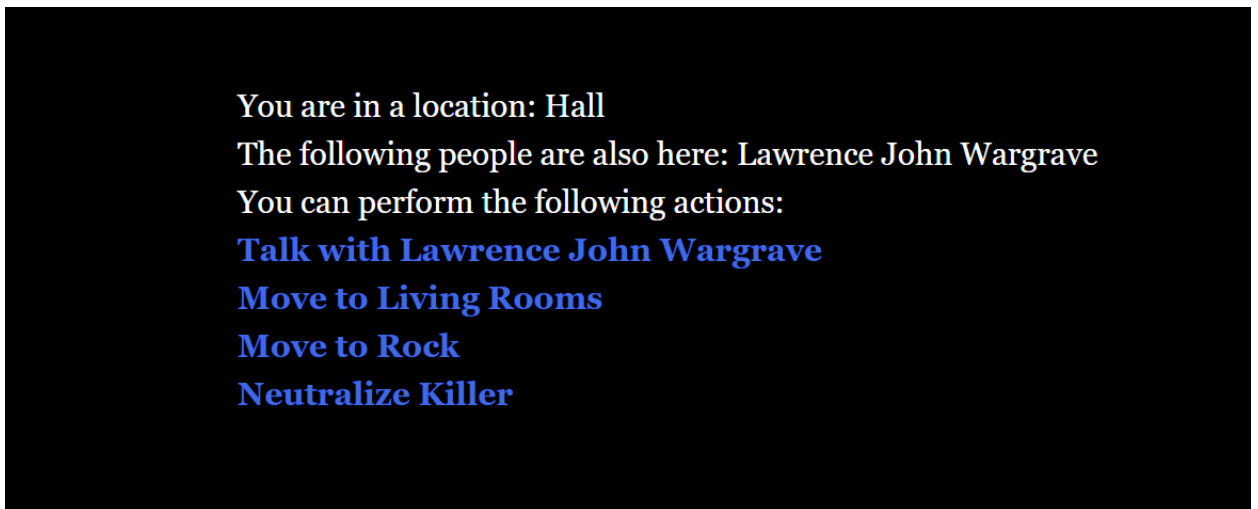 You are in a location: Hall
The following people are also here: Lawrence John Wargrave
You can perform the following actions:
Talk with Lawrence John Wargrave
Move to Living Rooms
Move to Rock
Neutralize Killer